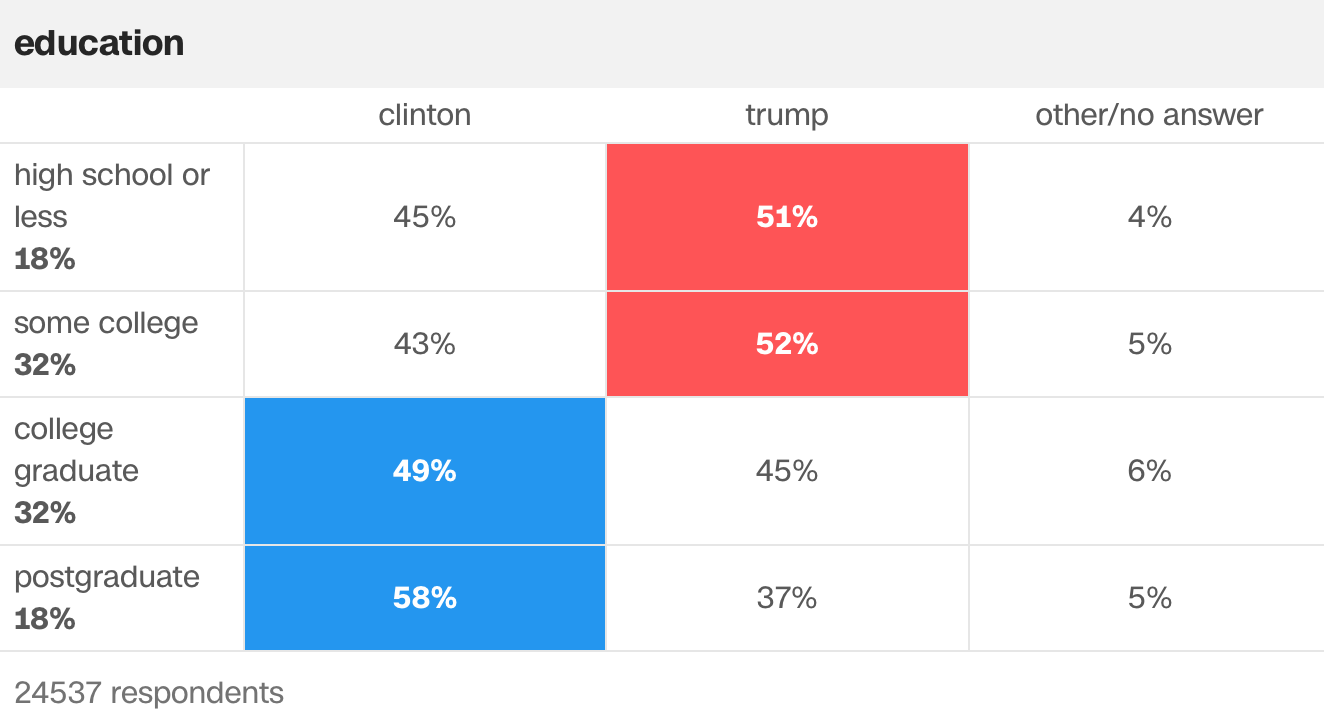 education
clinton trump other/no answer
high school or
less
18%
45% 51% 4%
some college
32%
43% 52% 5%
college
graduate
32%
49% 45% 6%
postgraduate
18%
58% 37% 5%
24537 respondents